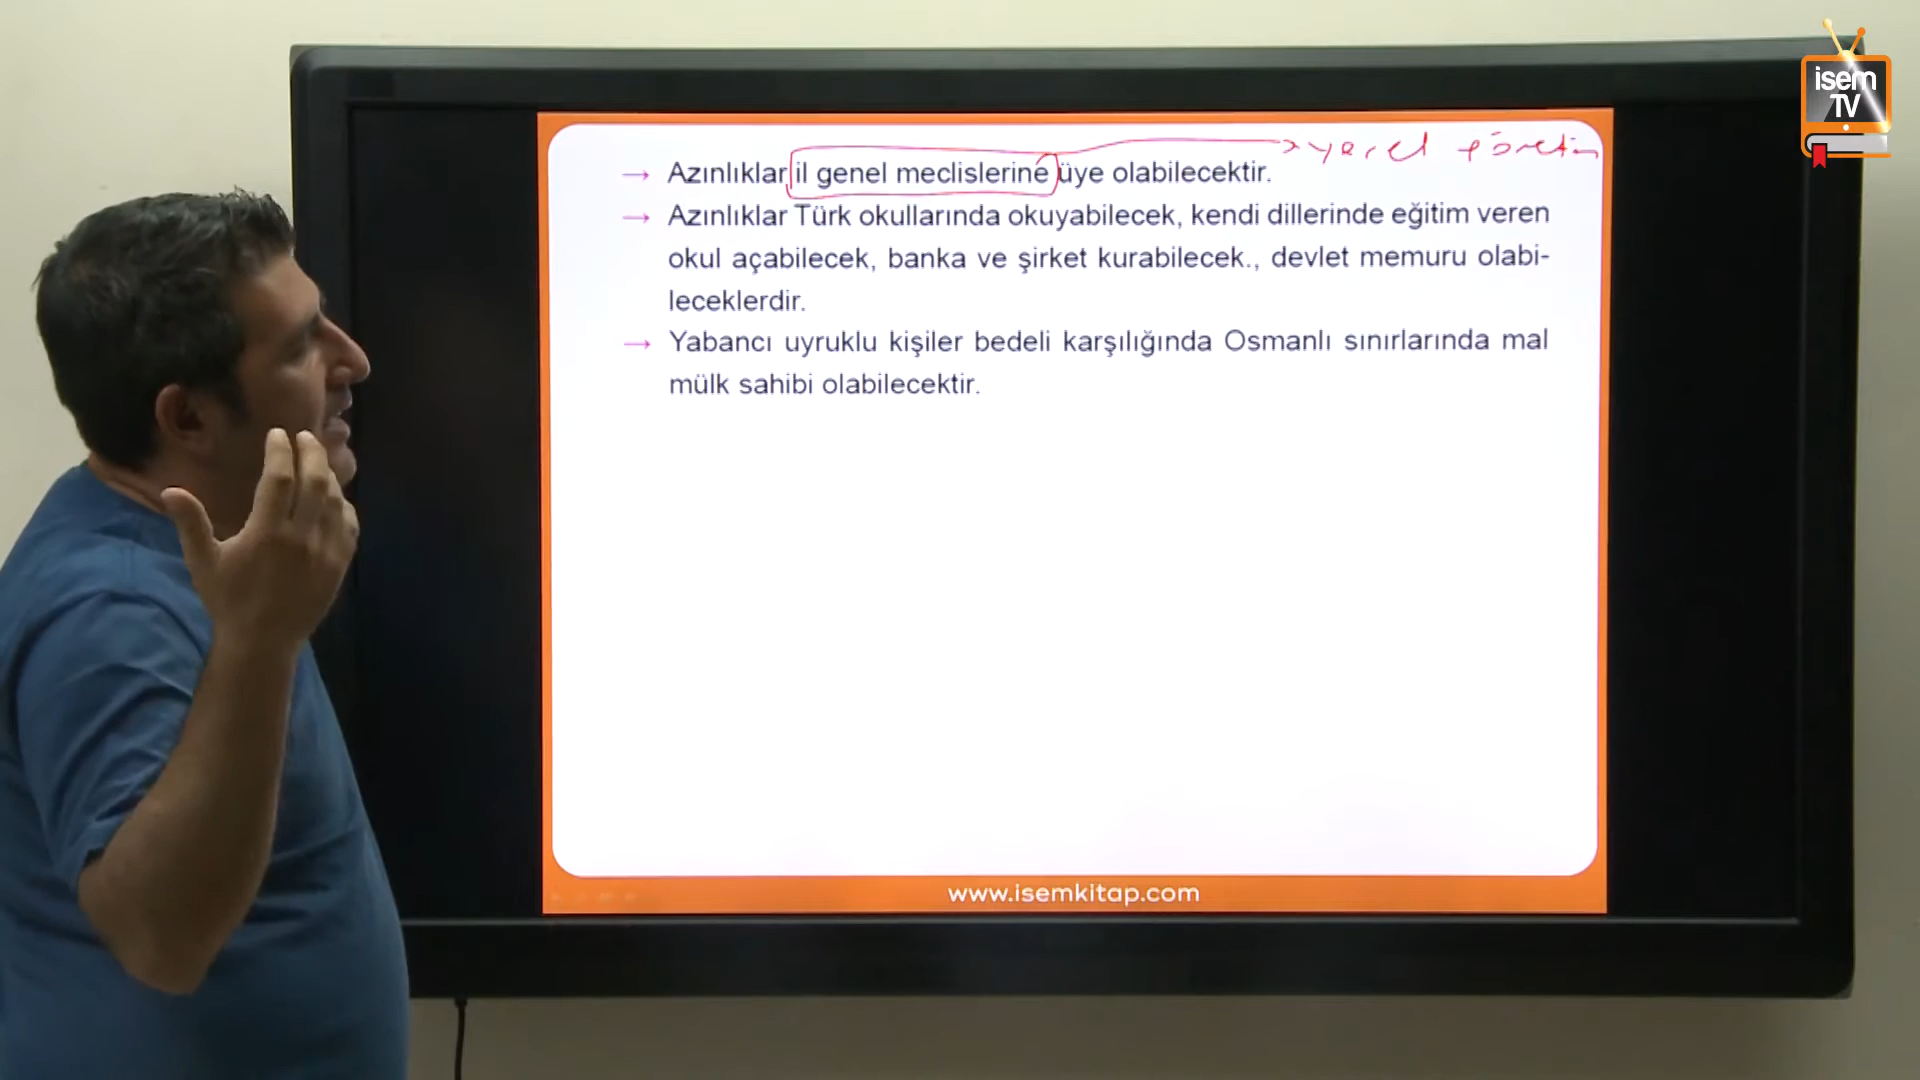 isem
TV
yerel yönetim
→ Azınlıklar il genel meclislerine üye olabilecektir.
→ Azınlıklar Türk okullarında okuyabilecek, kendi dillerinde eğitim veren
okul açabilecek, banka ve şirket kurabilecek., devlet memuru olabi-
leceklerdir.
→ Yabancı uyruklu kişiler bedeli karşılığında Osmanlı sınırlarında mal
mülk sahibi olabilecektir.
www.isemkitap.com